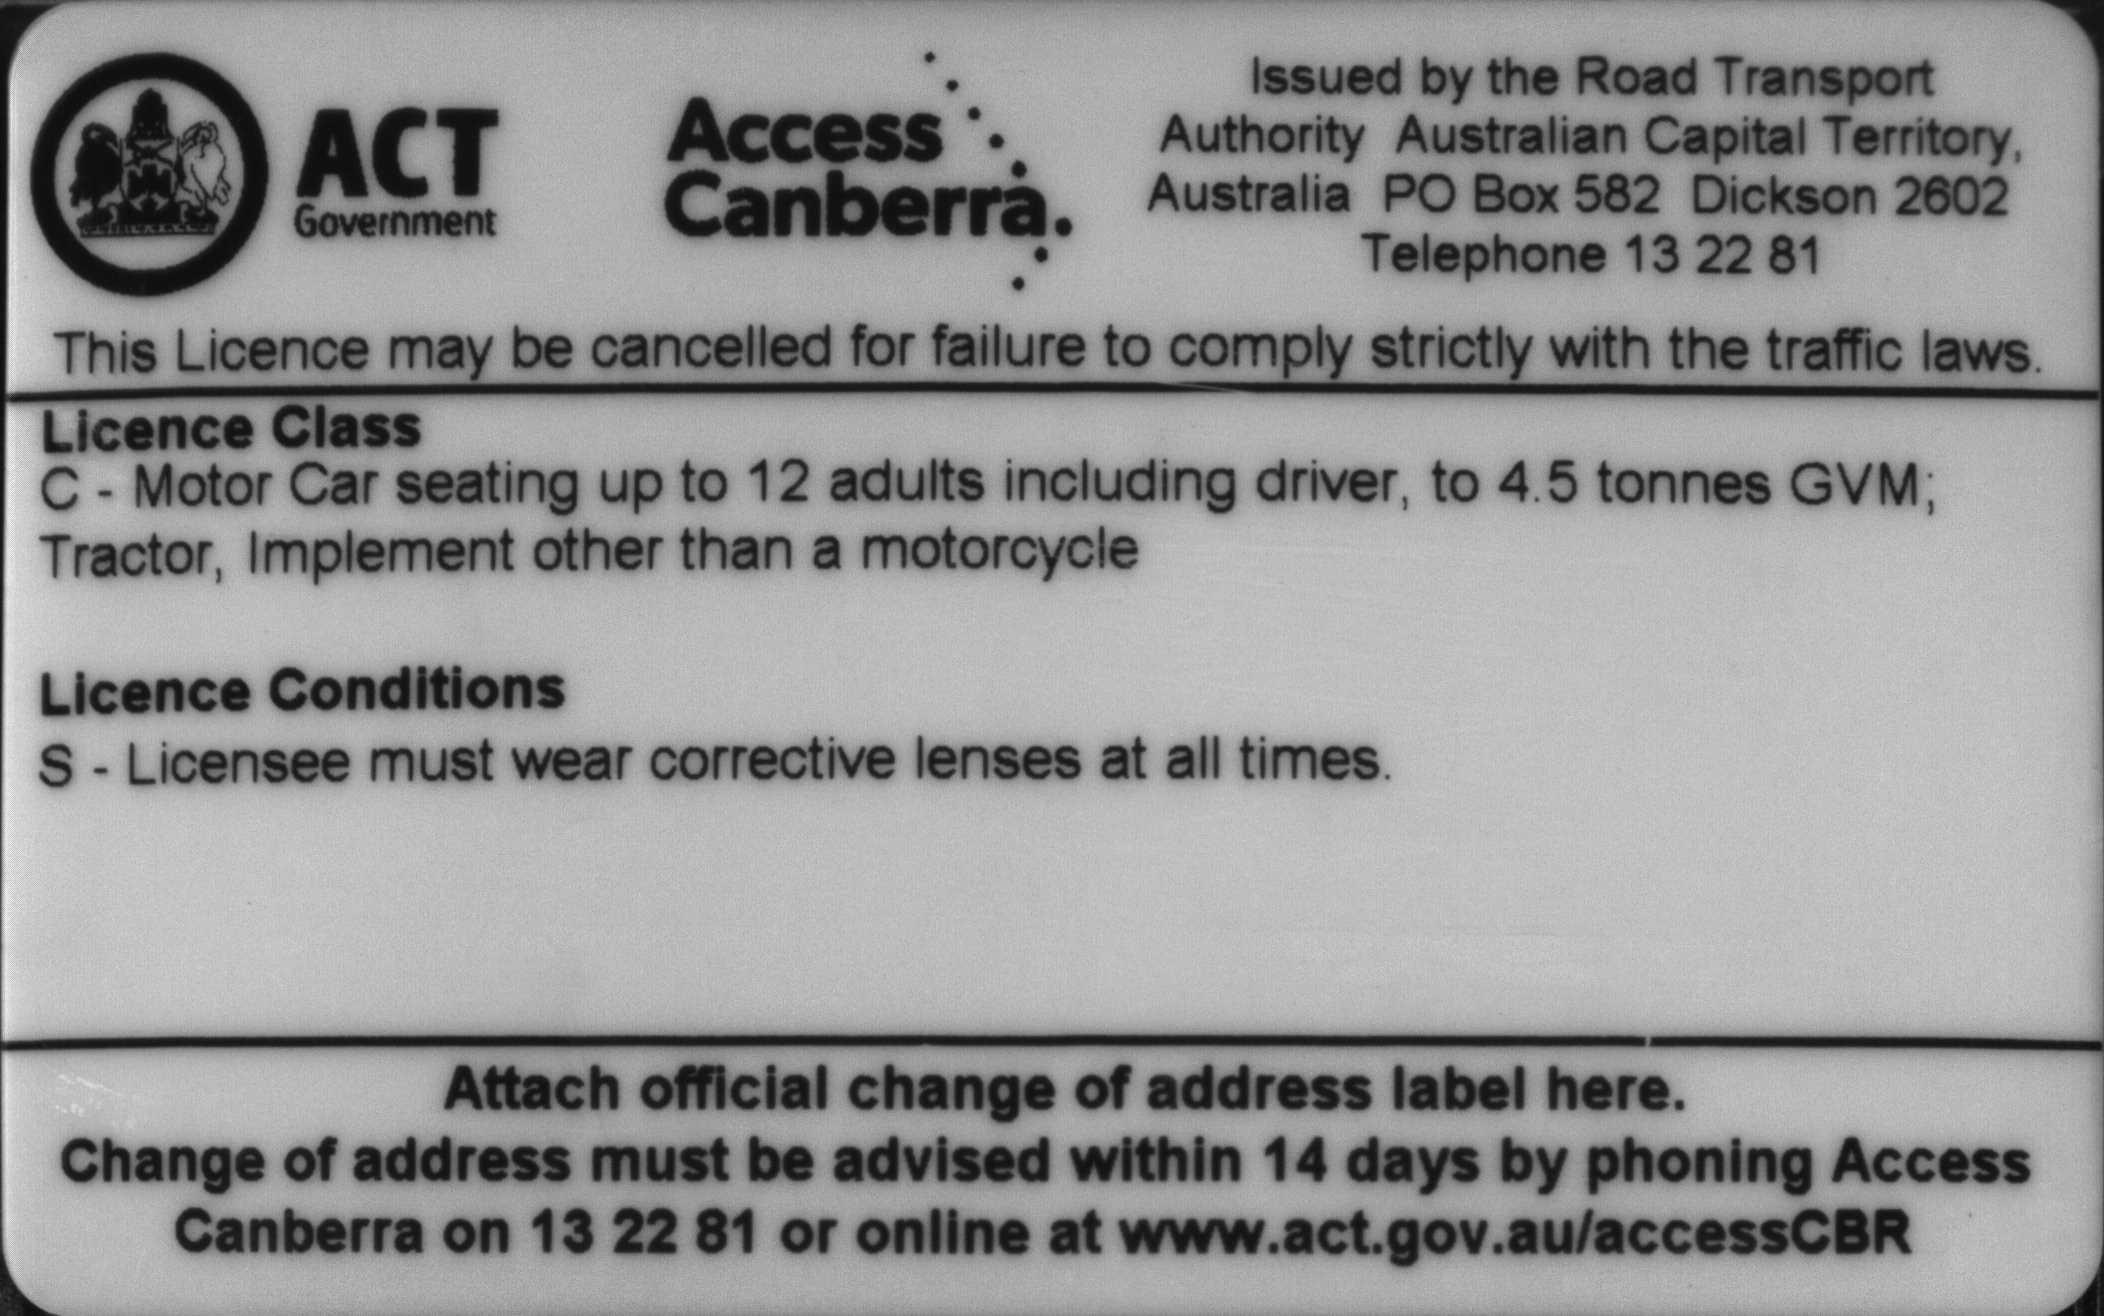 ACT
Government
Access
Canberra.
Issued by the Road Transport
Authority Australian Capital Territory,
Australia PO Box 582 Dickson 2602
Telephone 13 22 81
This Licence may be cancelled for failure to comply strictly with the traffic laws.
Licence Class
C - Motor Car seating up to 12 adults including driver, to 4.5 tonnes GVM;
Tractor, Implement other than a motorcycle
Licence Conditions
S - Licensee must wear corrective lenses at all times.
Attach official change of address label here.
Change of address must be advised within 14 days by phoning Access
Canberra on 13 22 81 or online at www.act.gov.au/accessCBR